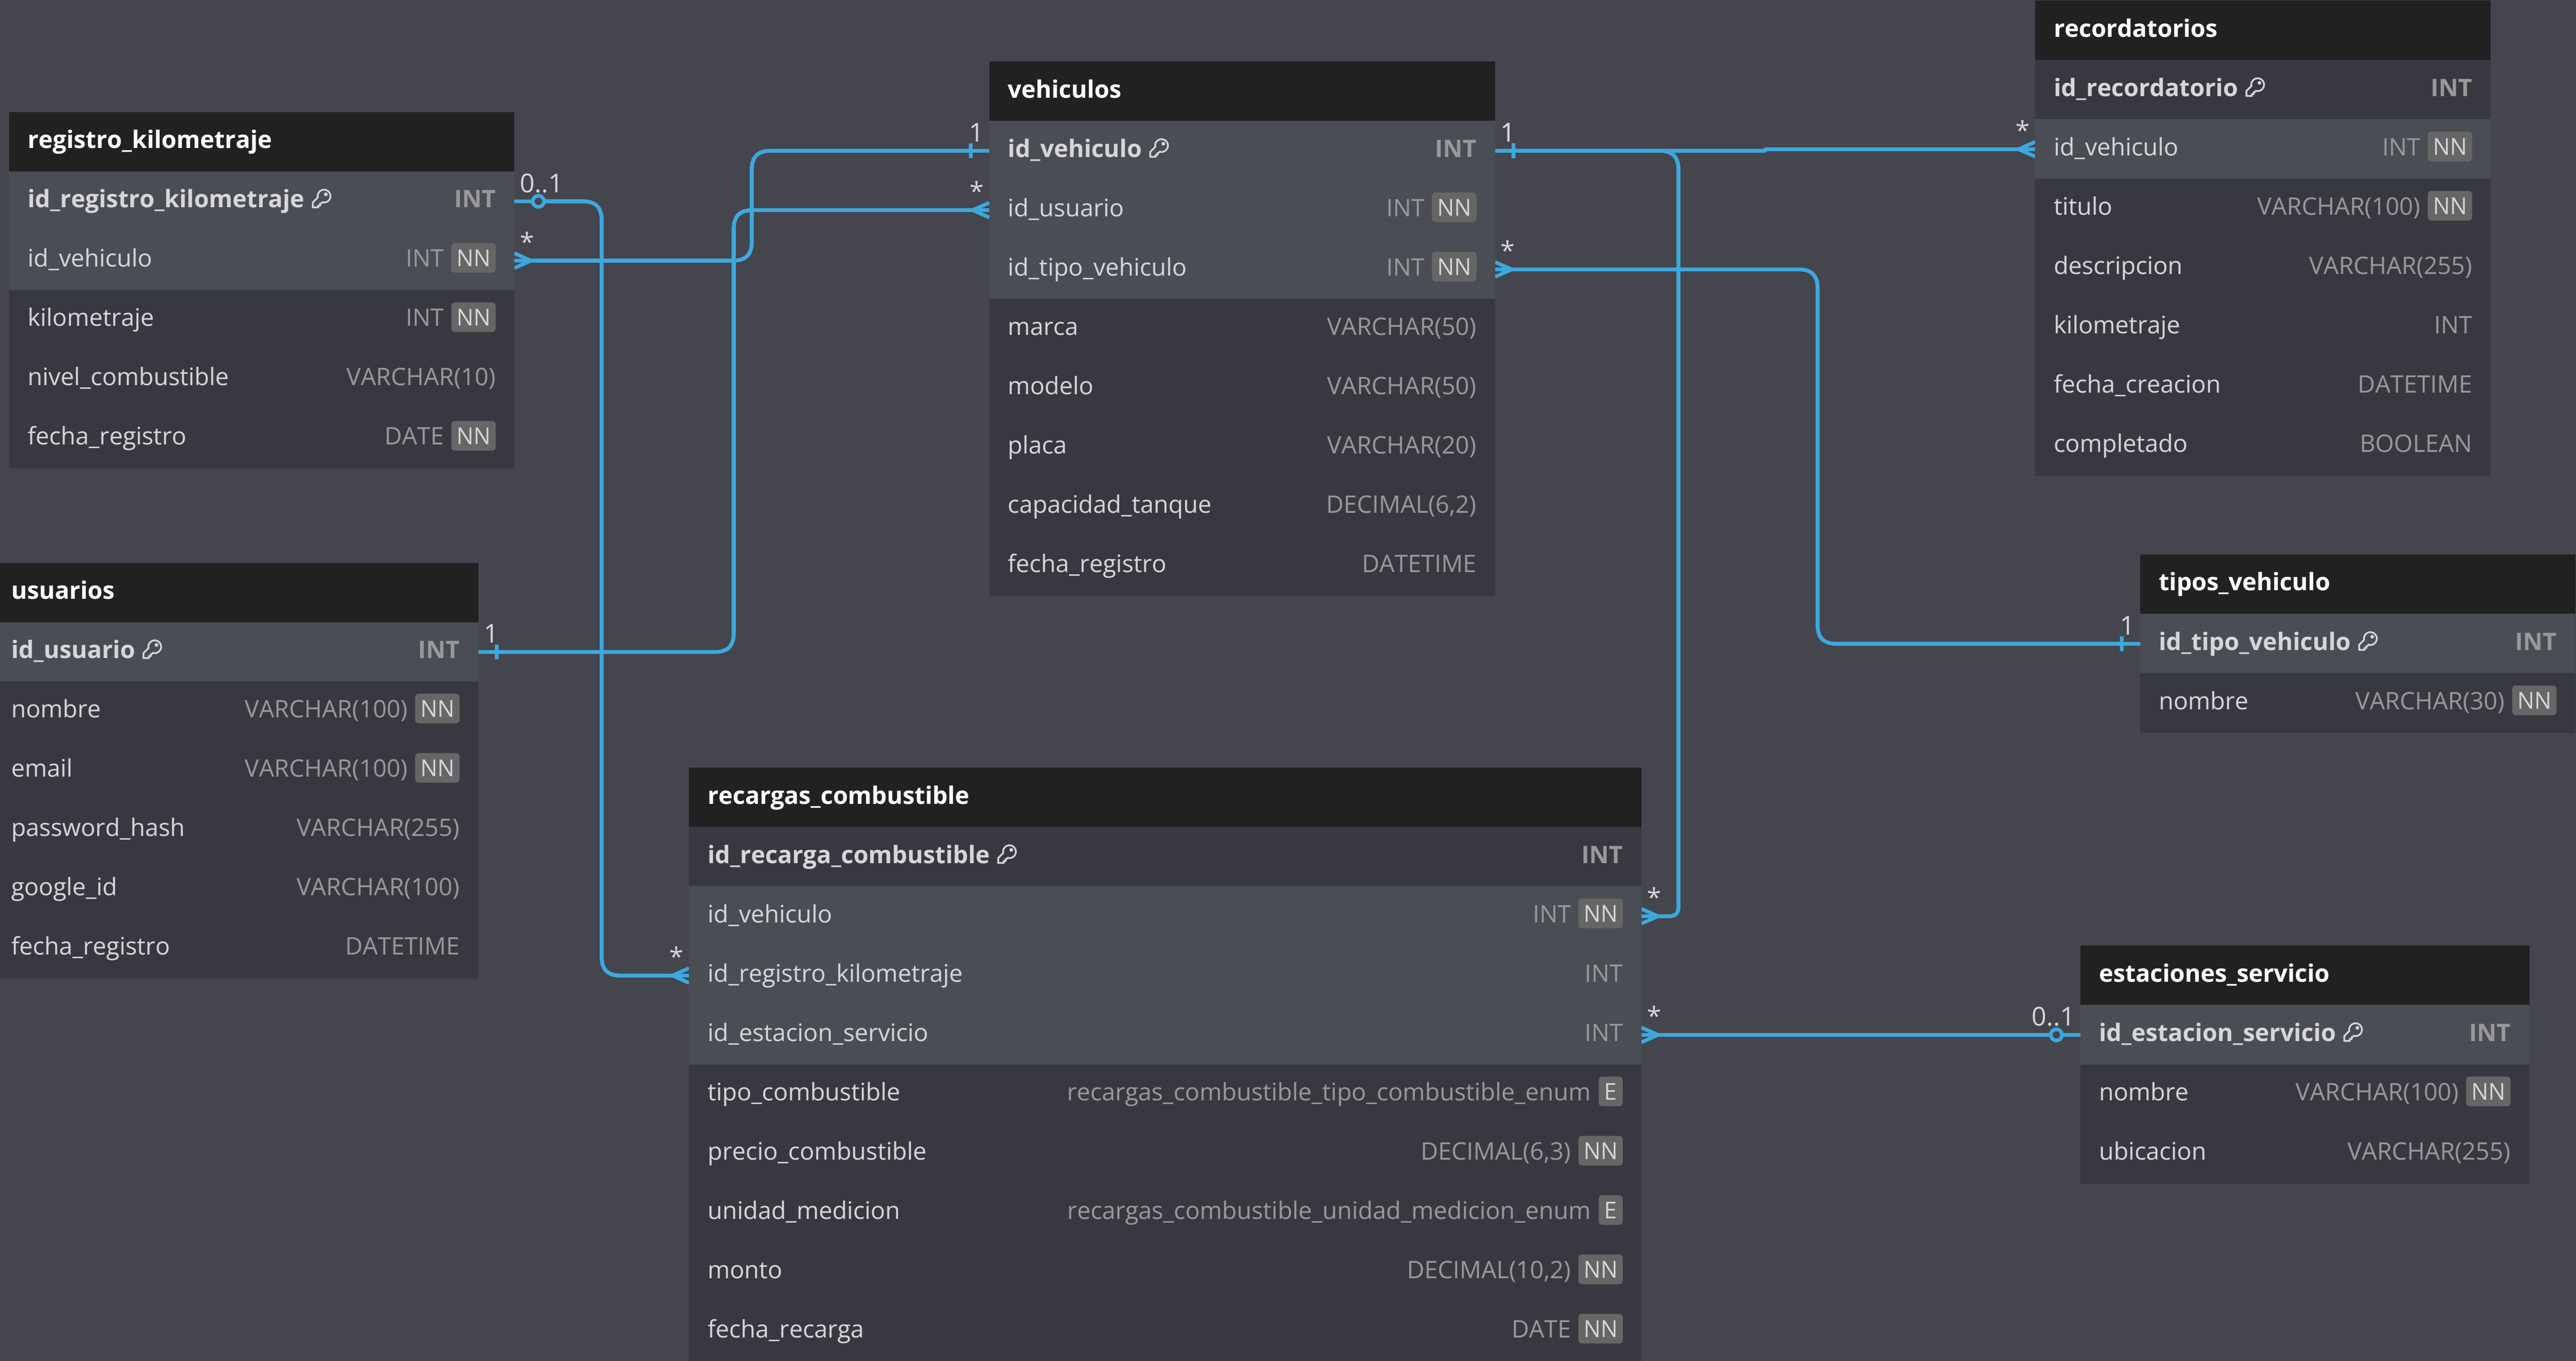 registro_kilometraje
id_registro_kilometraje INT
id_vehiculo INT NN
kilometraje INT NN
nivel_combustible VARCHAR(10)
fecha_registro DATE NN
0..1
*
usuarios
id_usuario INT
nombre VARCHAR(100) NN
email VARCHAR(100) NN
password_hash VARCHAR(255)
google_id VARCHAR(100)
fecha_registro DATETIME
1
vehiculos
1
id_vehiculo INT
1
*
id_usuario INT NN
id_tipo_vehiculo INT NN
*
marca VARCHAR(50)
modelo VARCHAR(50)
placa VARCHAR(20)
capacidad_tanque DECIMAL(6,2)
fecha_registro DATETIME
recordatorios
id_recordatorio INT
*
id_vehiculo INT NN
titulo VARCHAR(100) NN
descripcion VARCHAR(255)
kilometraje INT
fecha_creacion DATETIME
completado BOOLEAN
tipos_vehiculo
1
id_tipo_vehiculo INT
nombre VARCHAR(30) NN
recargas_combustible
id_recarga_combustible INT
id_vehiculo INT NN
*
*
id_registro_kilometraje INT
id_estacion_servicio INT
*
tipo_combustible recargas_combustible_tipo_combustible_enum E
precio_combustible DECIMAL(6,3) NN
unidad_medicion recargas_combustible_unidad_medicion_enum E
monto DECIMAL(10,2) NN
fecha_recarga DATE NN
estaciones_servicio
0..1
id_estacion_servicio INT
nombre VARCHAR(100) NN
ubicacion VARCHAR(255)